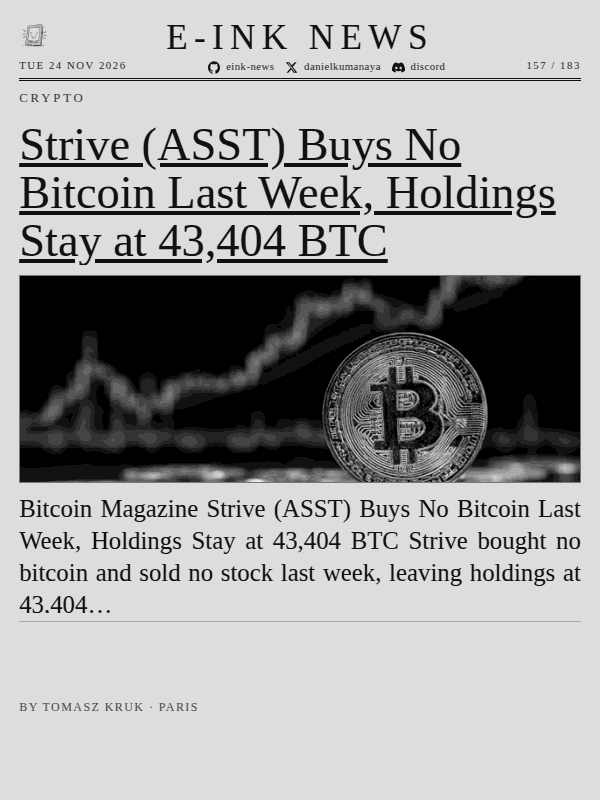 E-INK NEWS
TUE 24 NOV 2026
eink-news
danielkumanaya
discord
157 / 183
CRYPTO
Strive (ASST) Buys No
Bitcoin Last Week, Holdings
Stay at 43,404 BTC
Bitcoin Magazine Strive (ASST) Buys No Bitcoin Last
Week, Holdings Stay at 43,404 BTC Strive bought no
bitcoin and sold no stock last week, leaving holdings at
43,404…
BY TOMASZ KRUK · PARIS